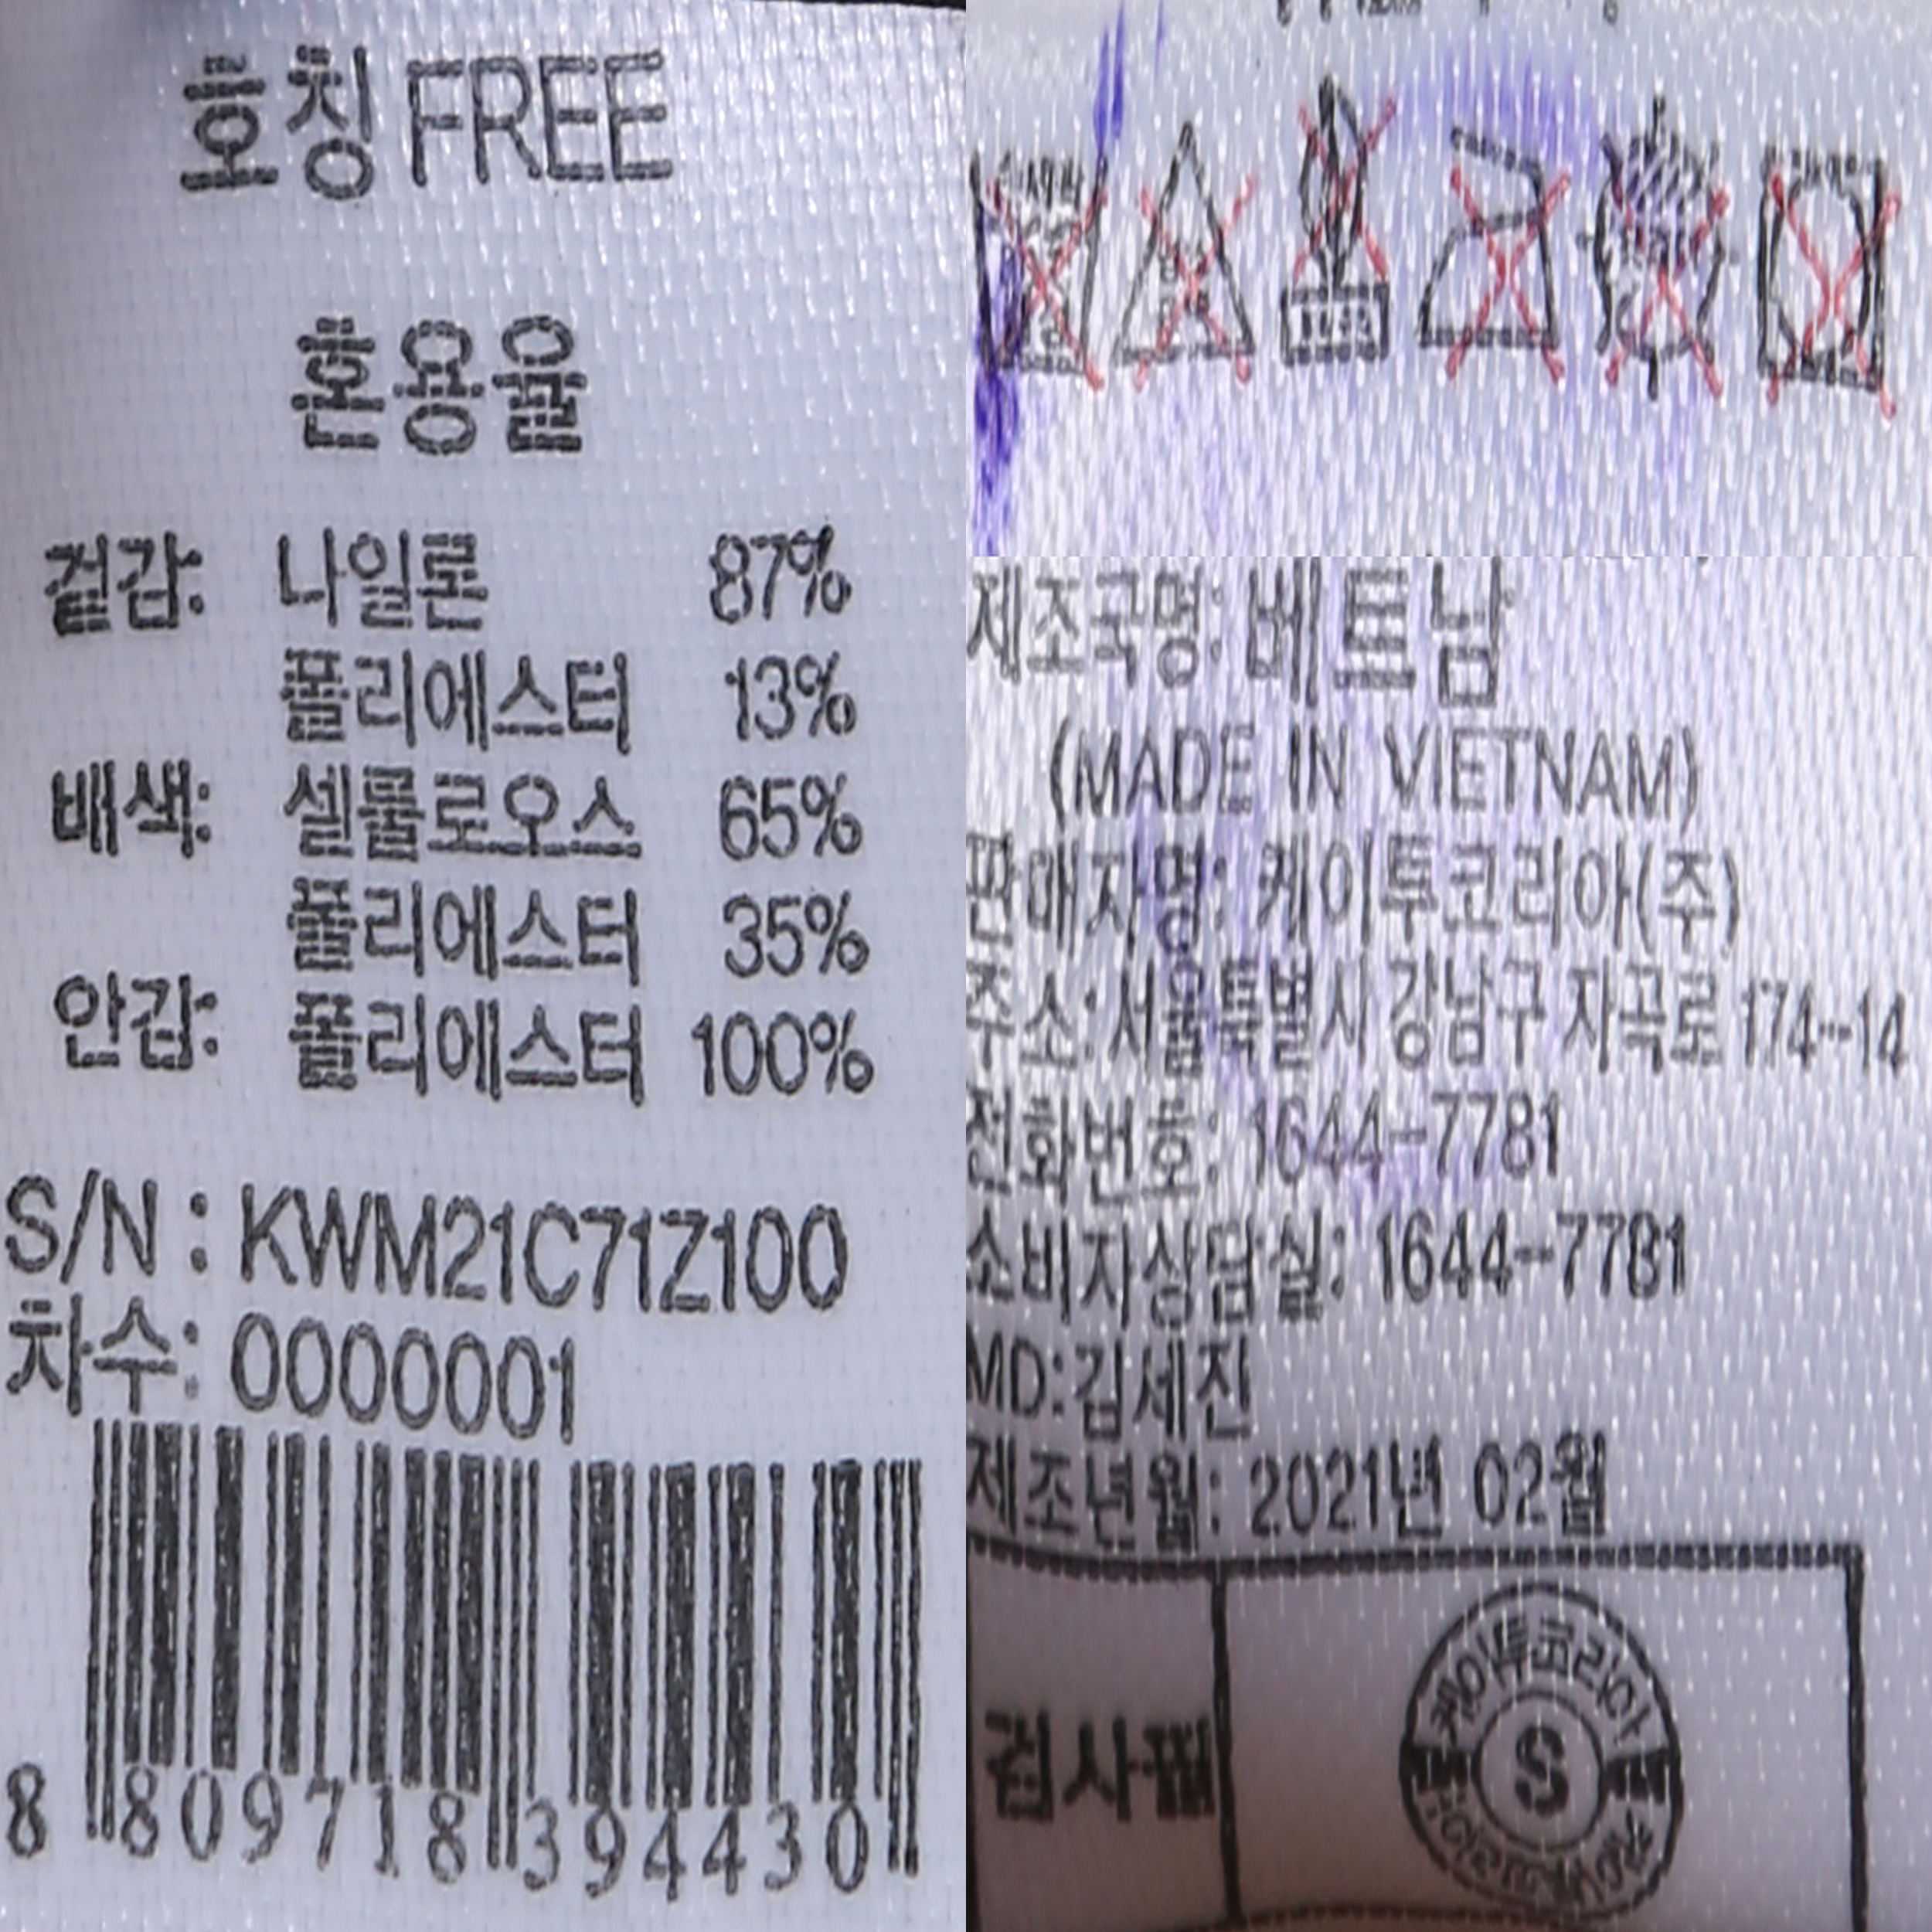 호칭 FREE
혼용율
겉감: 나일론 87%
폴리에스터 13%
배색: 셀룰로오스 65%
폴리에스터 35%
안감: 폴리에스터 100%
S/N : KWM21C71Z100
차수: 0000001
8 809718 394430
제조국명: 베트남
(MADE IN VIETNAM)
판매자명: 케이투코리아(주)
주소: 서울특별시 강남구 자곡로 174-14
전화번호: 1644-7781
소비자상담실: 1644-7781
MD:김세진
제조년월: 2021년 02월
검사필
케이투코리아
S